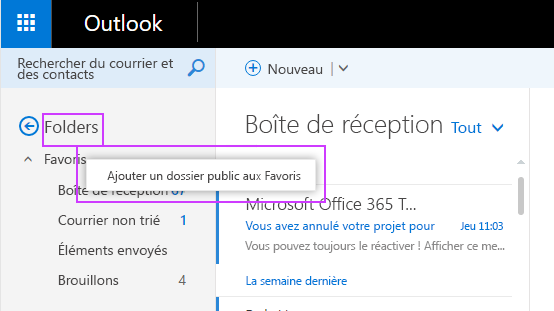 Outlook
Rechercher du courrier et
des contacts
Nouveau
Folders
Boîte de réception Tout
Favoris
Ajouter un dossier public aux Favoris
Boîte de réception 67
Courrier non trié 1
Éléments envoyés
Brouillons 4
Microsoft Office 365 T...
Vous avez annulé votre projet pour Jeu 11:03
Vous pouvez toujours le réactiver ! Afficher ce me...
La semaine dernière